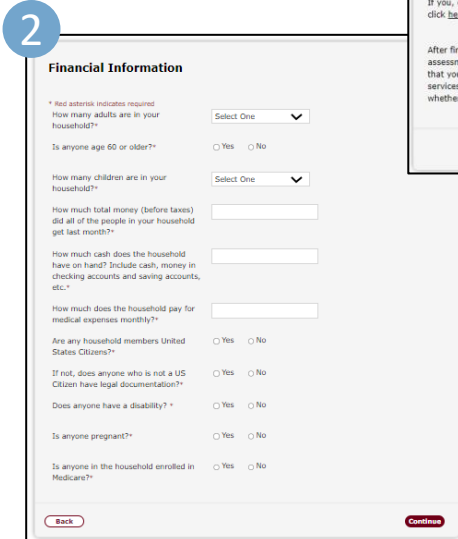 2
If you,
click he
After fi
assessm
that you
services
whethe
Financial Information
* Red asterisk indicates required
How many adults are in your
household?*
Select One
Is anyone age 60 or older?*
Yes No
How many children are in your
household?*
Select One
How much total money (before taxes)
did all of the people in your household
get last month?*
How much cash does the household
have on hand? Include cash, money in
checking accounts and saving accounts,
etc.*
How much does the household pay for
medical expenses monthly?*
Are any household members United
States Citizens?*
Yes No
If not, does anyone who is not a US
Citizen have legal documentation?*
Yes No
Does anyone have a disability? *
Yes No
Is anyone pregnant?*
Yes No
Is anyone in the household enrolled in
Medicare?*
Yes No
Back
Continue